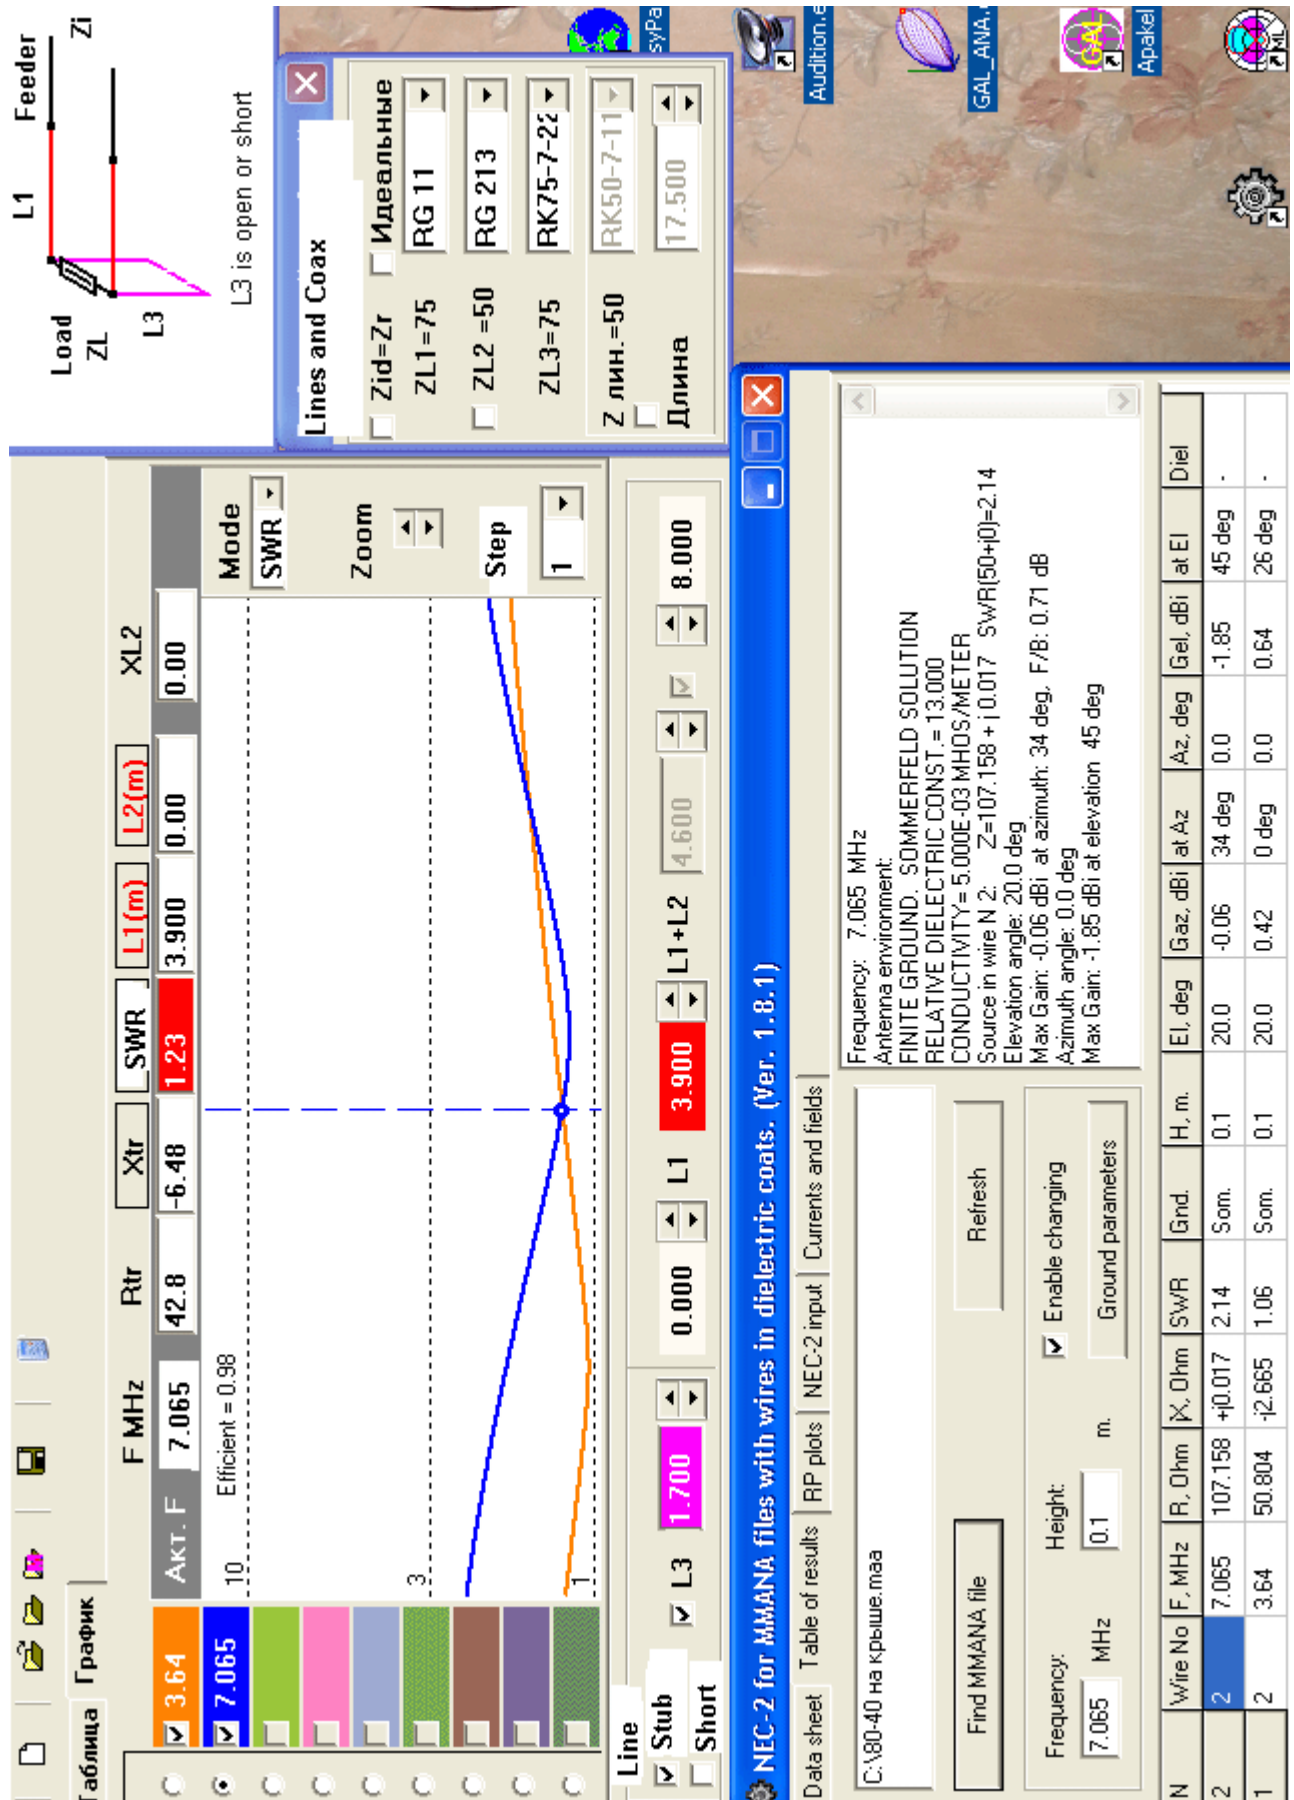 L1 Feeder
Zi
Load
ZL
L3
L3 is open or short
Таблица График
F MHz Rtr Xtr SWR L1(m) L2(m) XL2
Акт. F 7.065 42.8 -6.48 1.23 3.900 0.00 0.00
3.64
7.065
Efficient = 0.98
10
3
1
Mode
SWR
Zoom
Step
1
Line
Stub
Short
L3 1.700 0.000 L1 3.900 L1+L2 4.600 8.000
Lines and Coax
Zid=Zr Идеальные
ZL1=75 RG 11
ZL2 =50 RG 213
ZL3=75 RK75-7-22
Z лин.=50 RK50-7-11
Длина 17.500
Audition.e
GAL_ANA.
GAL
Apakel
ML
NEC-2 for MMANA files with wires in dielectric coats. (Ver. 1.8.1)
Data sheet Table of results RP plots NEC-2 input Currents and fields
C:\80-40 на крыше.maa
Find MMANA file Refresh
Frequency: Height: Enable changing
7.065 MHz 0.1 m. Ground parameters
Frequency: 7.065 MHz
Antenna environment:
FINITE GROUND. SOMMERFELD SOLUTION
RELATIVE DIELECTRIC CONST.= 13.000
CONDUCTIVITY= 5.000E-03 MHOS/METER
Source in wire N 2: Z=107.158 + j 0.017 SWR(50+j0)=2.14
Elevation angle: 20.0 deg
Max Gain: -0.06 dBi at azimuth: 34 deg, F/B: 0.71 dB
Azimuth angle: 0.0 deg
Max Gain: -1.85 dBi at elevation 45 deg
N Wire No F, MHz R, Ohm jX, Ohm SWR Gnd. H, m. El, deg Gaz, dBi at Az Az, deg Gel, dBi at El Diel
2 2 7.065 107.158 +j0.017 2.14 Som. 0.1 20.0 -0.06 34 deg 0.0 -1.85 45 deg -
1 2 3.64 50.804 -j2.665 1.06 Som. 0.1 20.0 0.42 0 deg 0.0 0.64 26 deg -